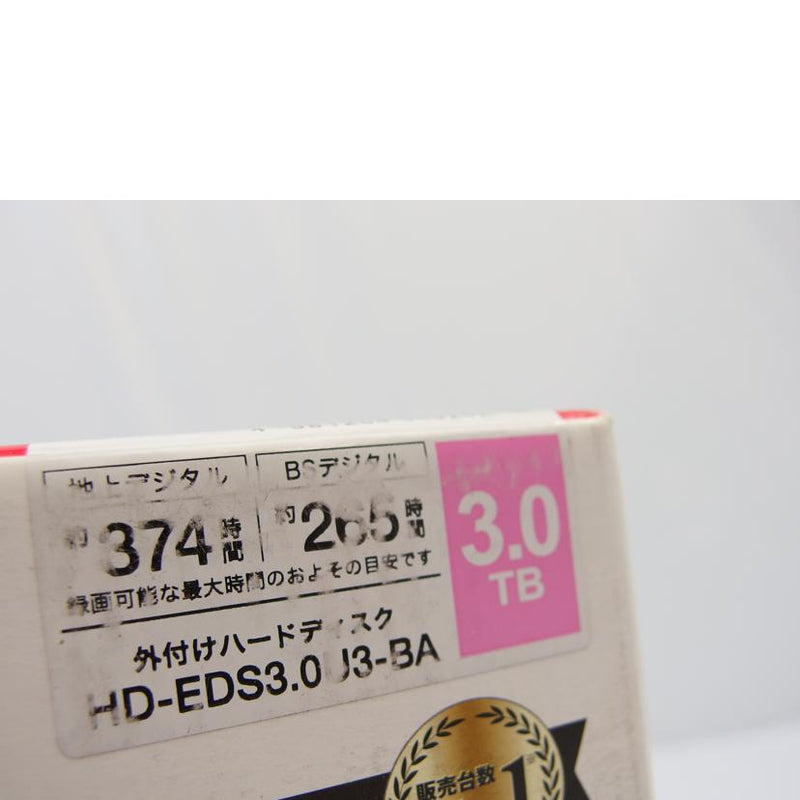 地上デジタル
約374時間
BSデジタル
約265時間
録画可能な最大時間のおよその目安です
3.0
TB
外付けハードディスク
HD-EDS3.0U3-BA
販売台数
1